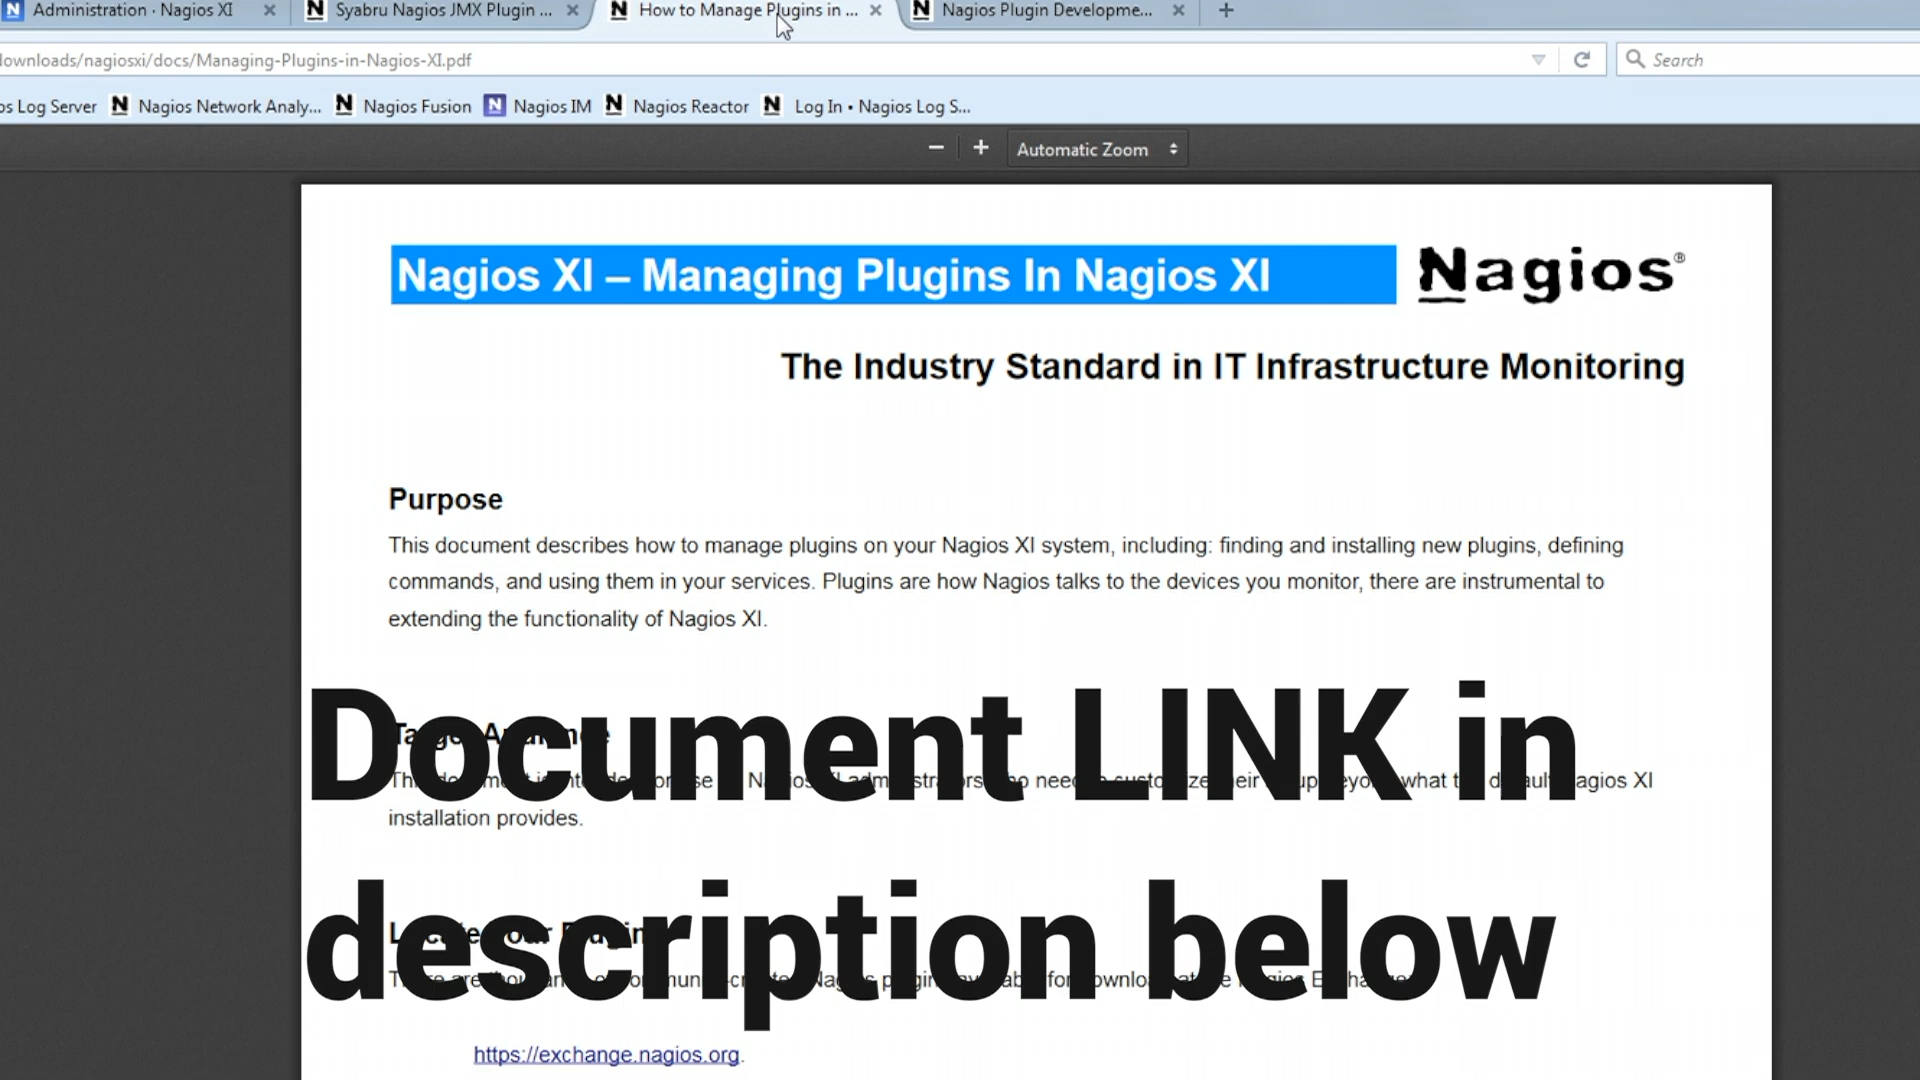 Administration · Nagios XI
Syabru Nagios JMX Plugin ...
How to Manage Plugins in ...
Nagios Plugin Developme...
ownloads/nagiosxi/docs/Managing-Plugins-in-Nagios-XI.pdf
Search
os Log Server
Nagios Network Analy...
Nagios Fusion
Nagios IM
Nagios Reactor
Log In • Nagios Log S...
Automatic Zoom
Nagios XI – Managing Plugins In Nagios XI
Nagios®
The Industry Standard in IT Infrastructure Monitoring
Purpose
This document describes how to manage plugins on your Nagios XI system, including: finding and installing new plugins, defining
commands, and using them in your services. Plugins are how Nagios talks to the devices you monitor, there are instrumental to
extending the functionality of Nagios XI.
Document LINK in
what XI
installation provides.
description below
https://exchange.nagios.org.